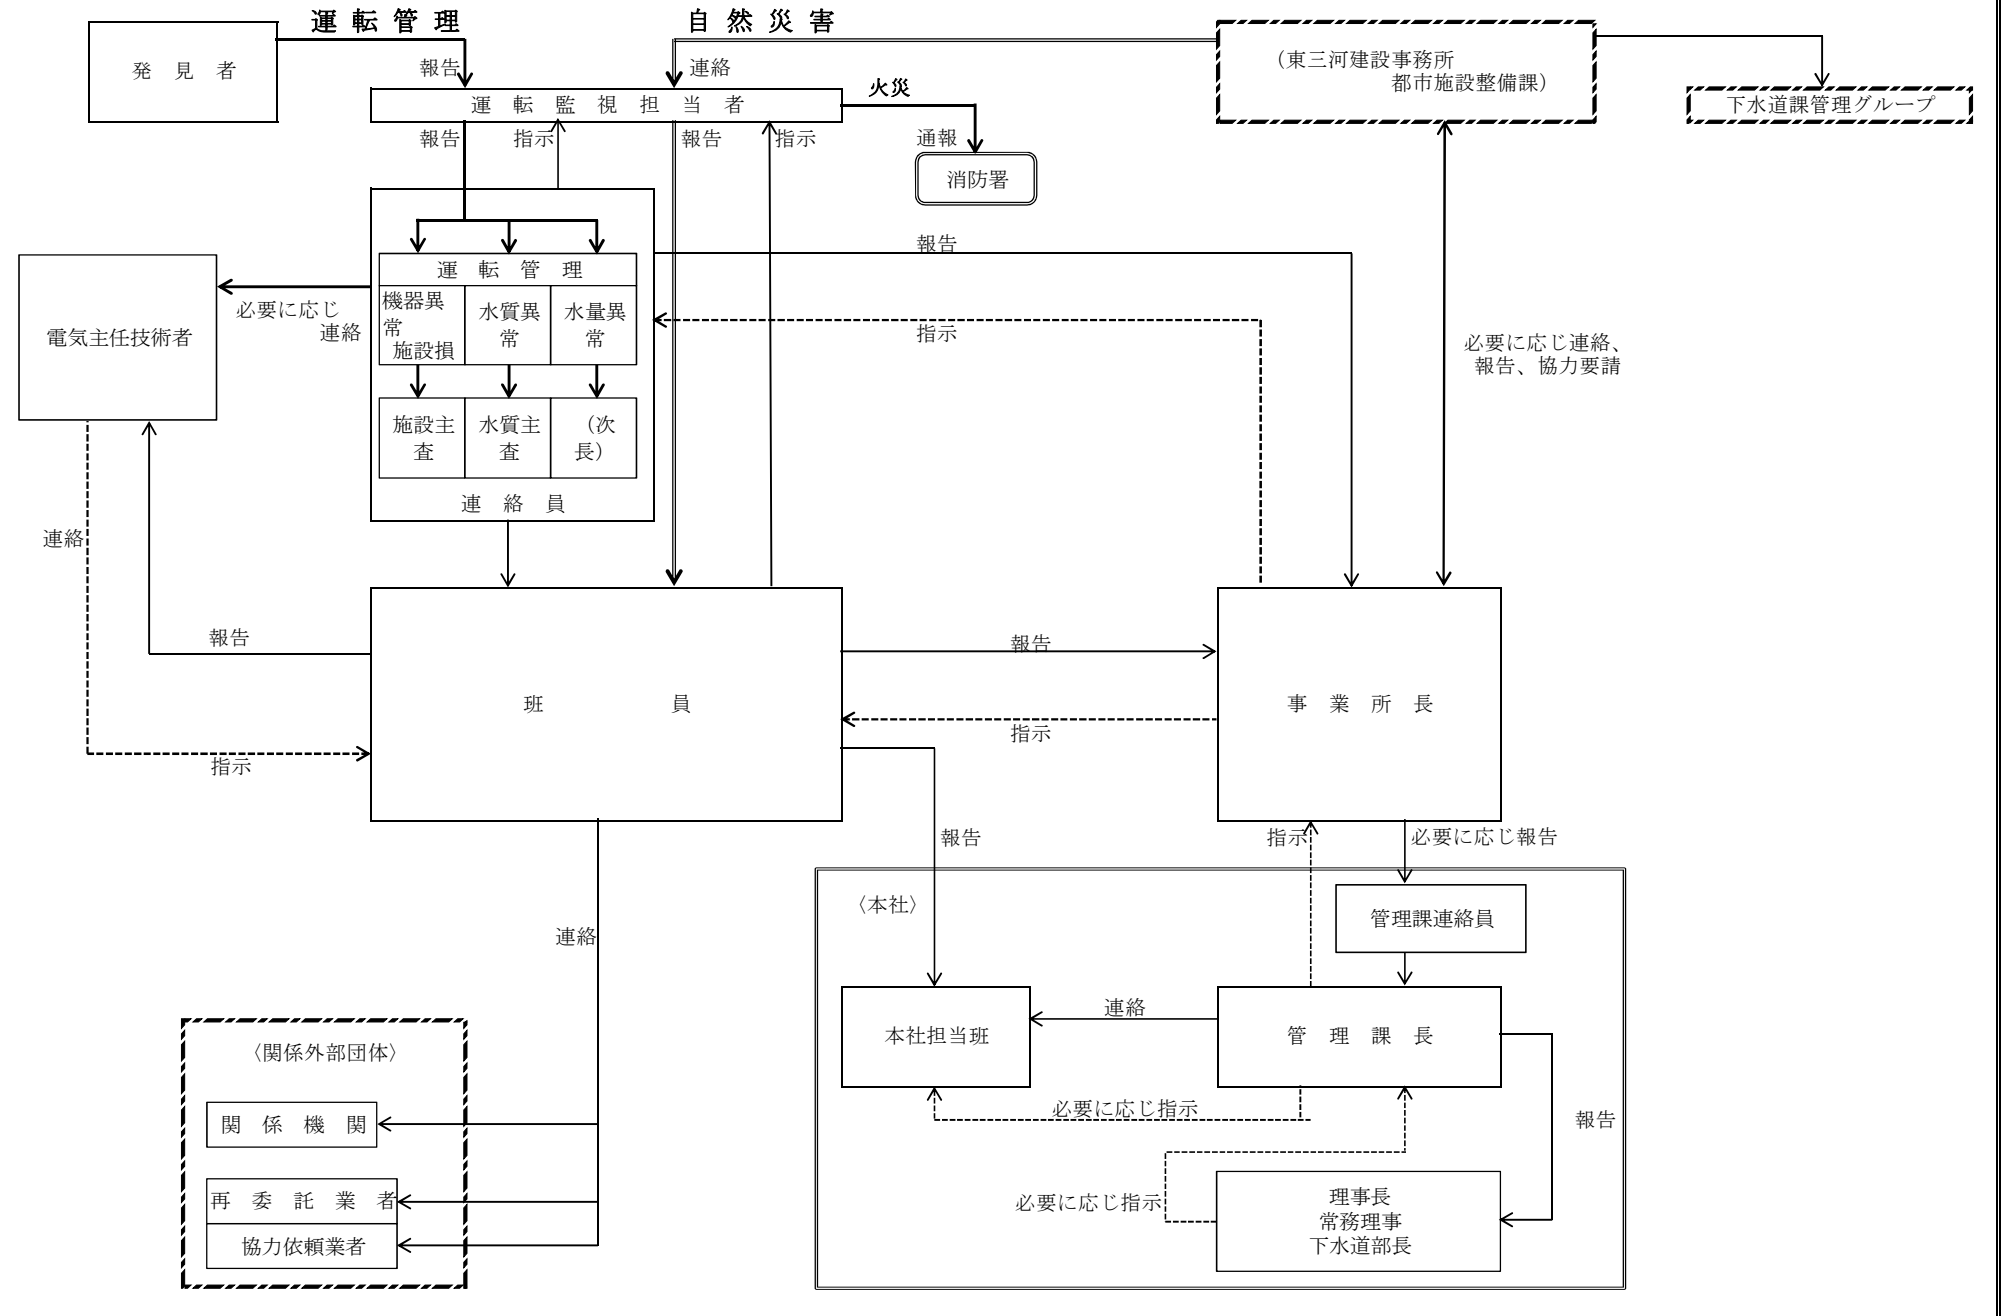 運 転 管 理
自 然 災 害
発 見 者
報告
連絡
(東三河建設事務所
都市施設整備課)
火災
運 転 監 視 担 当 者
下水道課管理グループ
報告
指示
報告
指示
通報
消防署
報告
運 転 管 理
機器異
常
施設損
水質異
常
水量異
常
必要に応じ
連絡
電気主任技術者
指示
必要に応じ連絡、
報告、協力要請
施設主
査
水質主
査
(次
長)
連 絡 員
連絡
報告
報告
班 員
事 業 所 長
指示
指示
報告
指示
必要に応じ報告
〈本社〉
管理課連絡員
連絡
連絡
本社担当班
管 理 課 長
〈関係外部団体〉
必要に応じ指示
報告
関 係 機 関
必要に応じ指示
理事長
常務理事
下水道部長
再 委 託 業 者
協力依頼業者